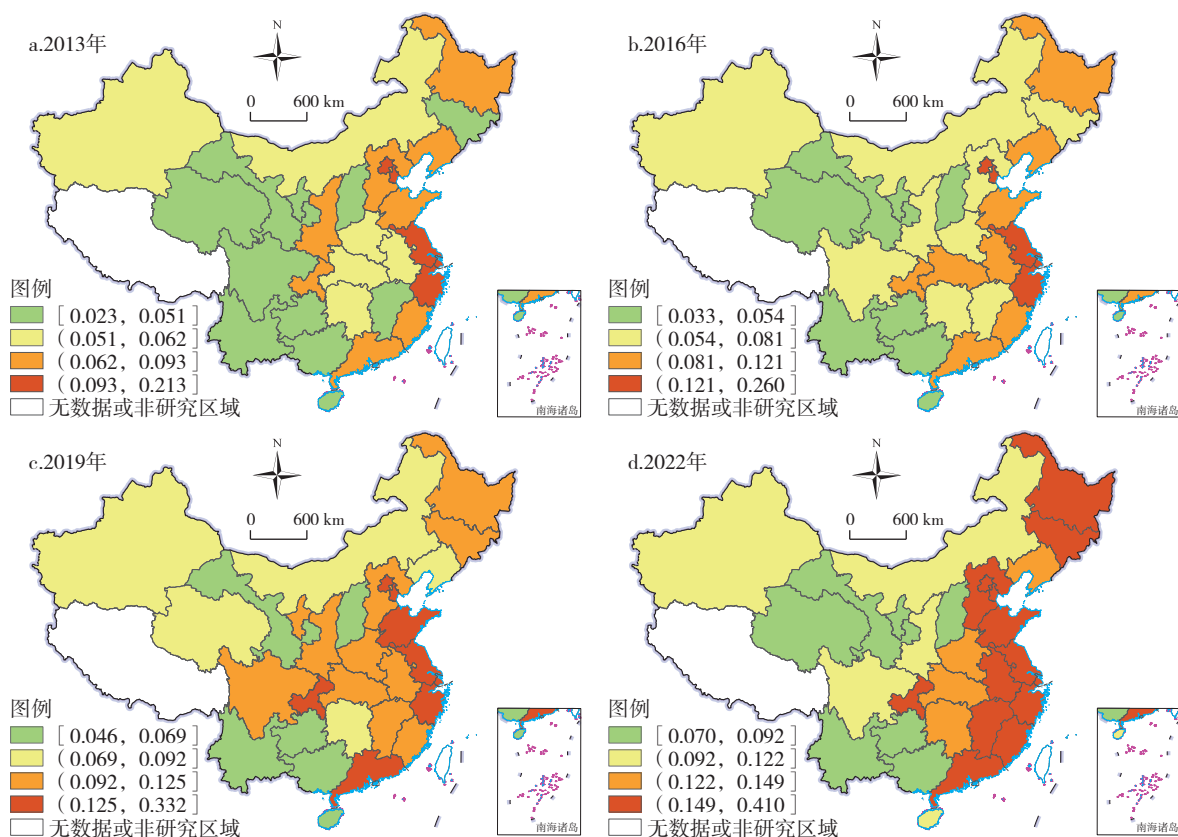 a.2013年
N
0 600 km
图例
[ 0.023, 0.051]
(0.051, 0.062]
(0.062, 0.093]
(0.093, 0.213]
无数据或非研究区域
南海诸岛
b.2016年
N
0 600 km
图例
[ 0.033, 0.054]
(0.054, 0.081]
(0.081, 0.121]
(0.121, 0.260]
无数据或非研究区域
南海诸岛
c.2019年
N
0 600 km
图例
[ 0.046, 0.069]
(0.069, 0.092]
(0.092, 0.125]
(0.125, 0.332]
无数据或非研究区域
南海诸岛
d.2022年
N
0 600 km
图例
[ 0.070, 0.092]
(0.092, 0.122]
(0.122, 0.149]
(0.149, 0.410]
无数据或非研究区域
南海诸岛